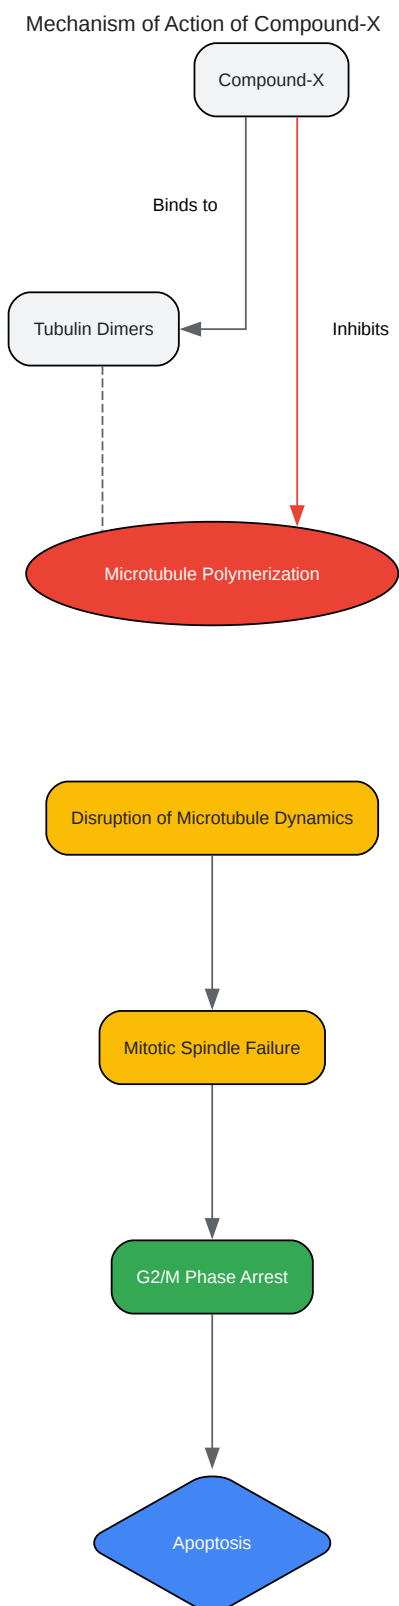 Mechanism of Action of Compound-X
Compound-X
Binds to
Tubulin Dimers
Inhibits
Microtubule Polymerization
Disruption of Microtubule Dynamics
Mitotic Spindle Failure
G2/M Phase Arrest
Apoptosis